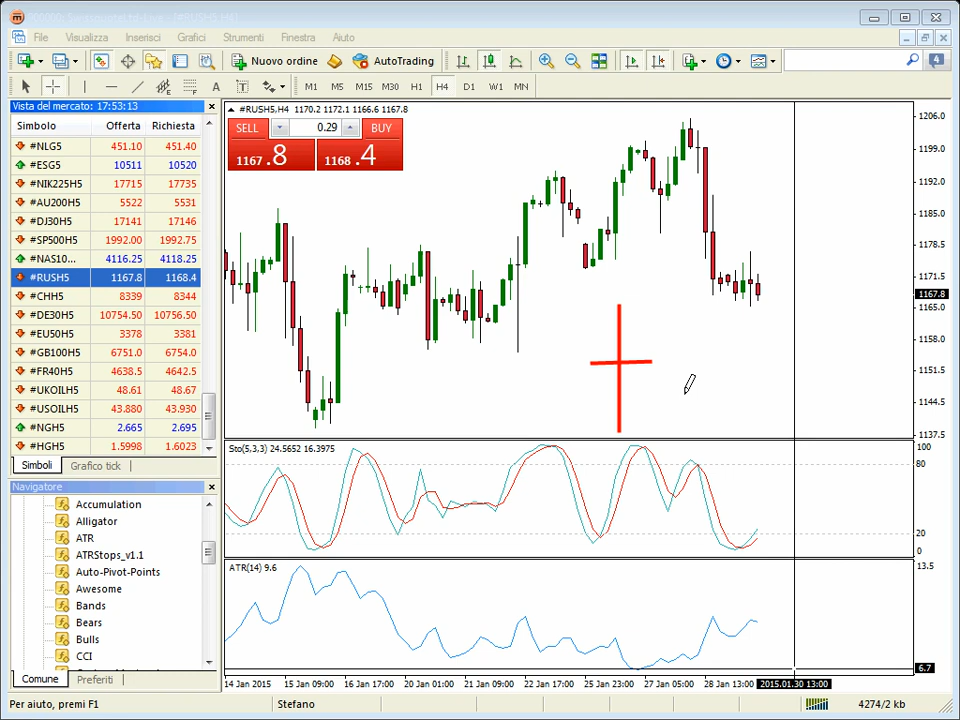 File Visualizza Inserisci Grafici Strumenti Finestra Aiuto
Nuovo ordine AutoTrading 4
A T M1 M5 M15 M30 H1 H4 D1 W1 MN
Vista del mercato: 17:53:13
Simbolo Offerta Richiesta
#NLG5 451.10 451.40
#ESG5 10511 10520
#NIK225H5 17715 17735
#AU200H5 5522 5531
#DJ30H5 17141 17146
#SP500H5 1992.00 1992.75
#NAS10... 4116.25 4118.25
#RUSH5 1167.8 1168.4
#CHH5 8339 8344
#DE30H5 10754.50 10756.50
#EU50H5 3378 3381
#GB100H5 6751.0 6754.0
#FR40H5 4638.5 4642.5
#UKOILH5 48.61 48.67
#USOILH5 43.880 43.930
#NGH5 2.665 2.695
#HGH5 1.5998 1.6023
Simboli Grafico tick
Navigatore
Accumulation
Alligator
ATR
ATRStops_v1.1
Auto-Pivot-Points
Awesome
Bands
Bears
Bulls
CCI
Comune Preferiti
#RUSH5,H4 1170.2 1172.1 1166.6 1167.8
SELL 0.29 BUY
1167.8 1168.4
1206.0
1199.0
1192.0
1185.0
1178.5
1171.5
1167.8
1165.0
1158.0
1151.5
1144.5
1137.5
Sto(5,3,3) 24.5652 16.3975
100
80
20
0
ATR(14) 9.6
13.5
6.7
14 Jan 2015 15 Jan 09:00 16 Jan 17:00 20 Jan 01:00 21 Jan 09:00 22 Jan 17:00 25 Jan 23:00 27 Jan 05:00 28 Jan 13:00 2015.01.30 13:00
Per aiuto, premi F1 Stefano 4274/2 kb